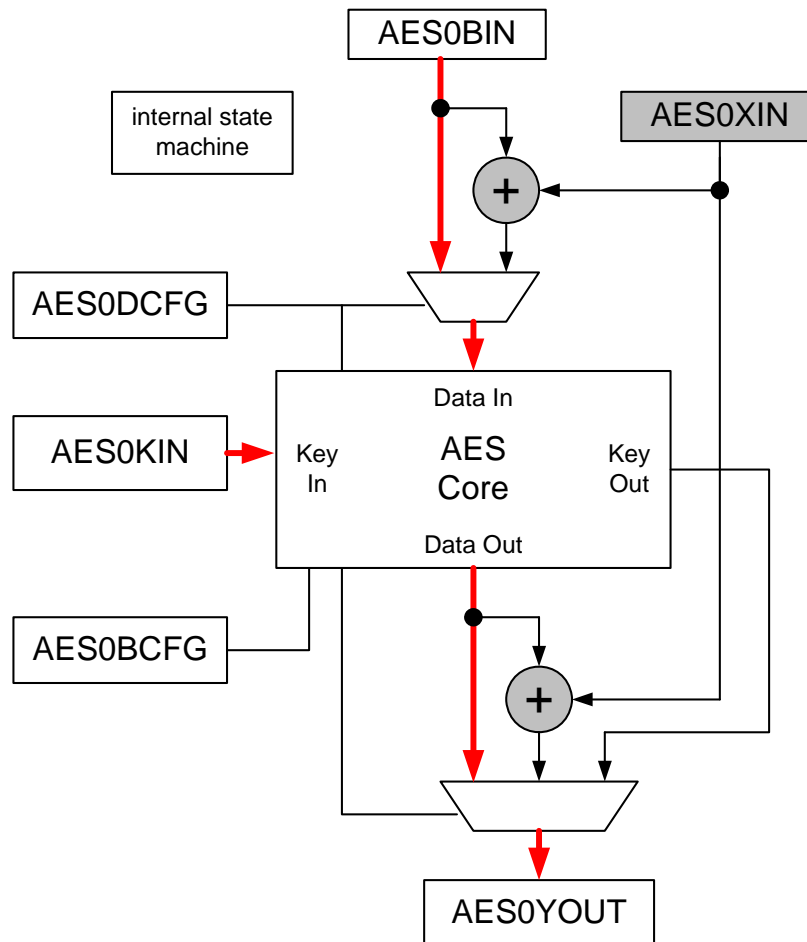 AES0BIN
internal state
machine
AES0XIN
+
AES0DCFG
Data In
AES0KIN
Key
In
AES
Core
Key
Out
Data Out
AES0BCFG
+
AES0YOUT